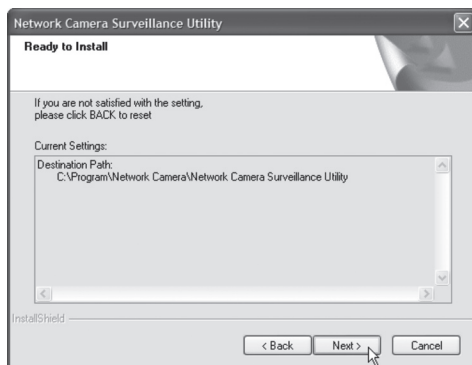 Network Camera Surveillance Utility
Ready to Install
If you are not satisfied with the setting,
please click BACK to reset
Current Settings:
Destination Path:
C:\Program\Network Camera\Network Camera Surveillance Utility
InstallShield
< Back
Next >
Cancel